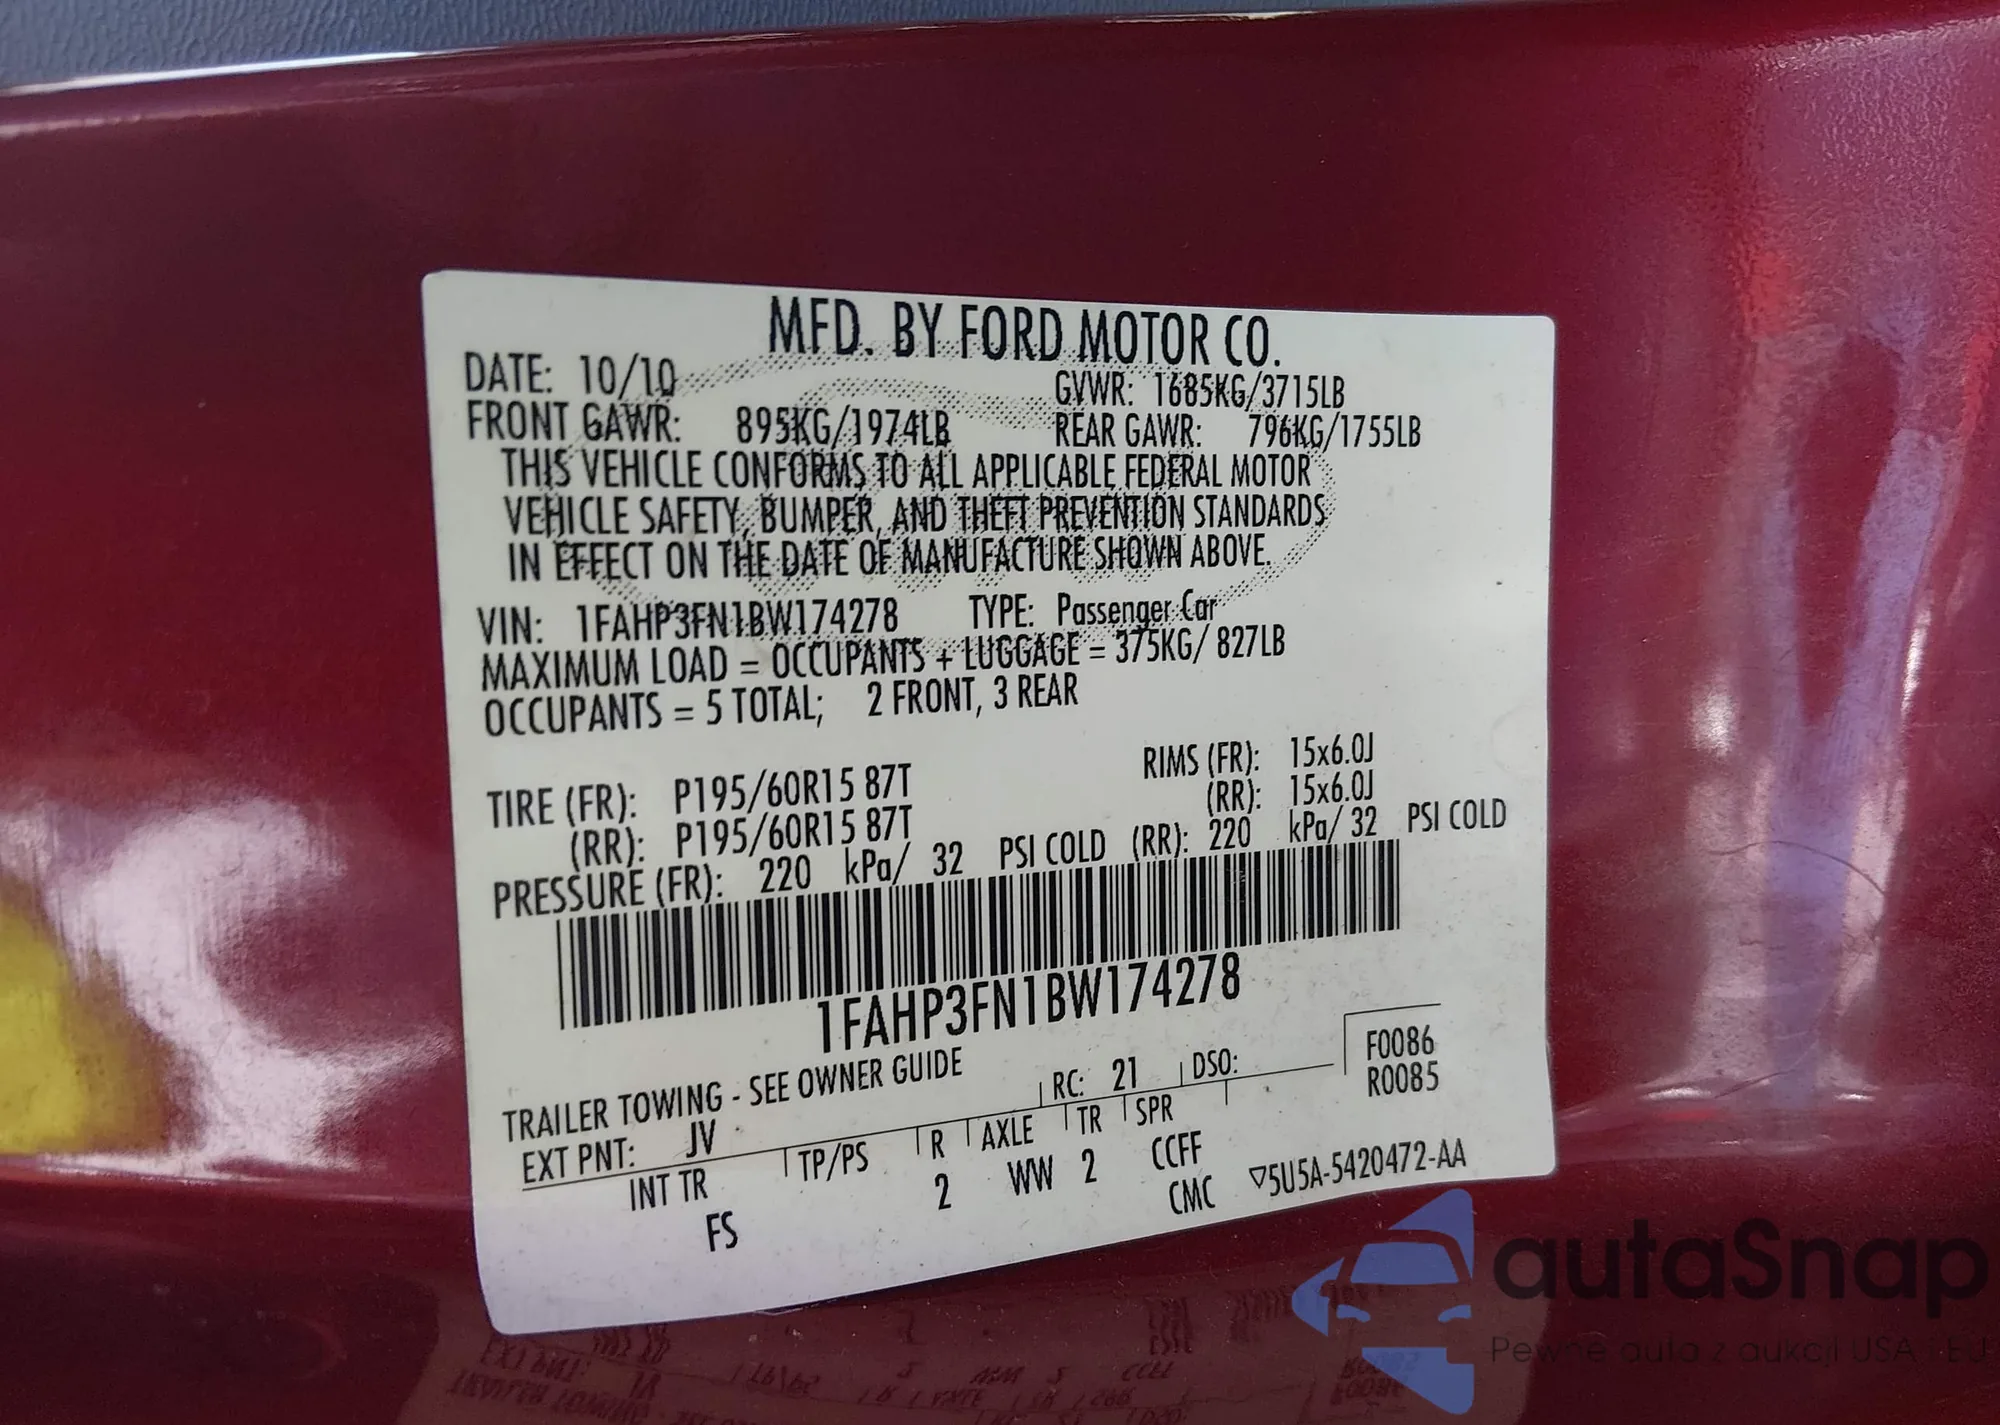 MFD. BY FORD MOTOR CO.
DATE: 10/10 GVWR: 1685KG/3715LB
FRONT GAWR: 895KG/1974LB REAR GAWR: 796KG/1755LB
THIS VEHICLE CONFORMS TO ALL APPLICABLE FEDERAL MOTOR
VEHICLE SAFETY, BUMPER, AND THEFT PREVENTION STANDARDS
IN EFFECT ON THE DATE OF MANUFACTURE SHOWN ABOVE.
VIN: 1FAHP3FN1BW174278 TYPE: Passenger Car
MAXIMUM LOAD = OCCUPANTS + LUGGAGE = 375KG/ 827LB
OCCUPANTS = 5 TOTAL; 2 FRONT, 3 REAR
TIRE (FR): P195/60R15 87T RIMS (FR): 15x6.0J
(RR): P195/60R15 87T (RR): 15x6.0J
PRESSURE (FR): 220 kPa/ 32 PSI COLD (RR): 220 kPa/ 32 PSI COLD
1FAHP3FN1BW174278
TRAILER TOWING - SEE OWNER GUIDE RC: 21 DSO: F0086
R0085
EXT PNT: JV
INT TR TP/PS R AXLE TR SPR
FS 2 WW 2 CCFF
CMC ▽5U5A-5420472-AA
autaSnap
Pewne auta z aukcji USA i EU